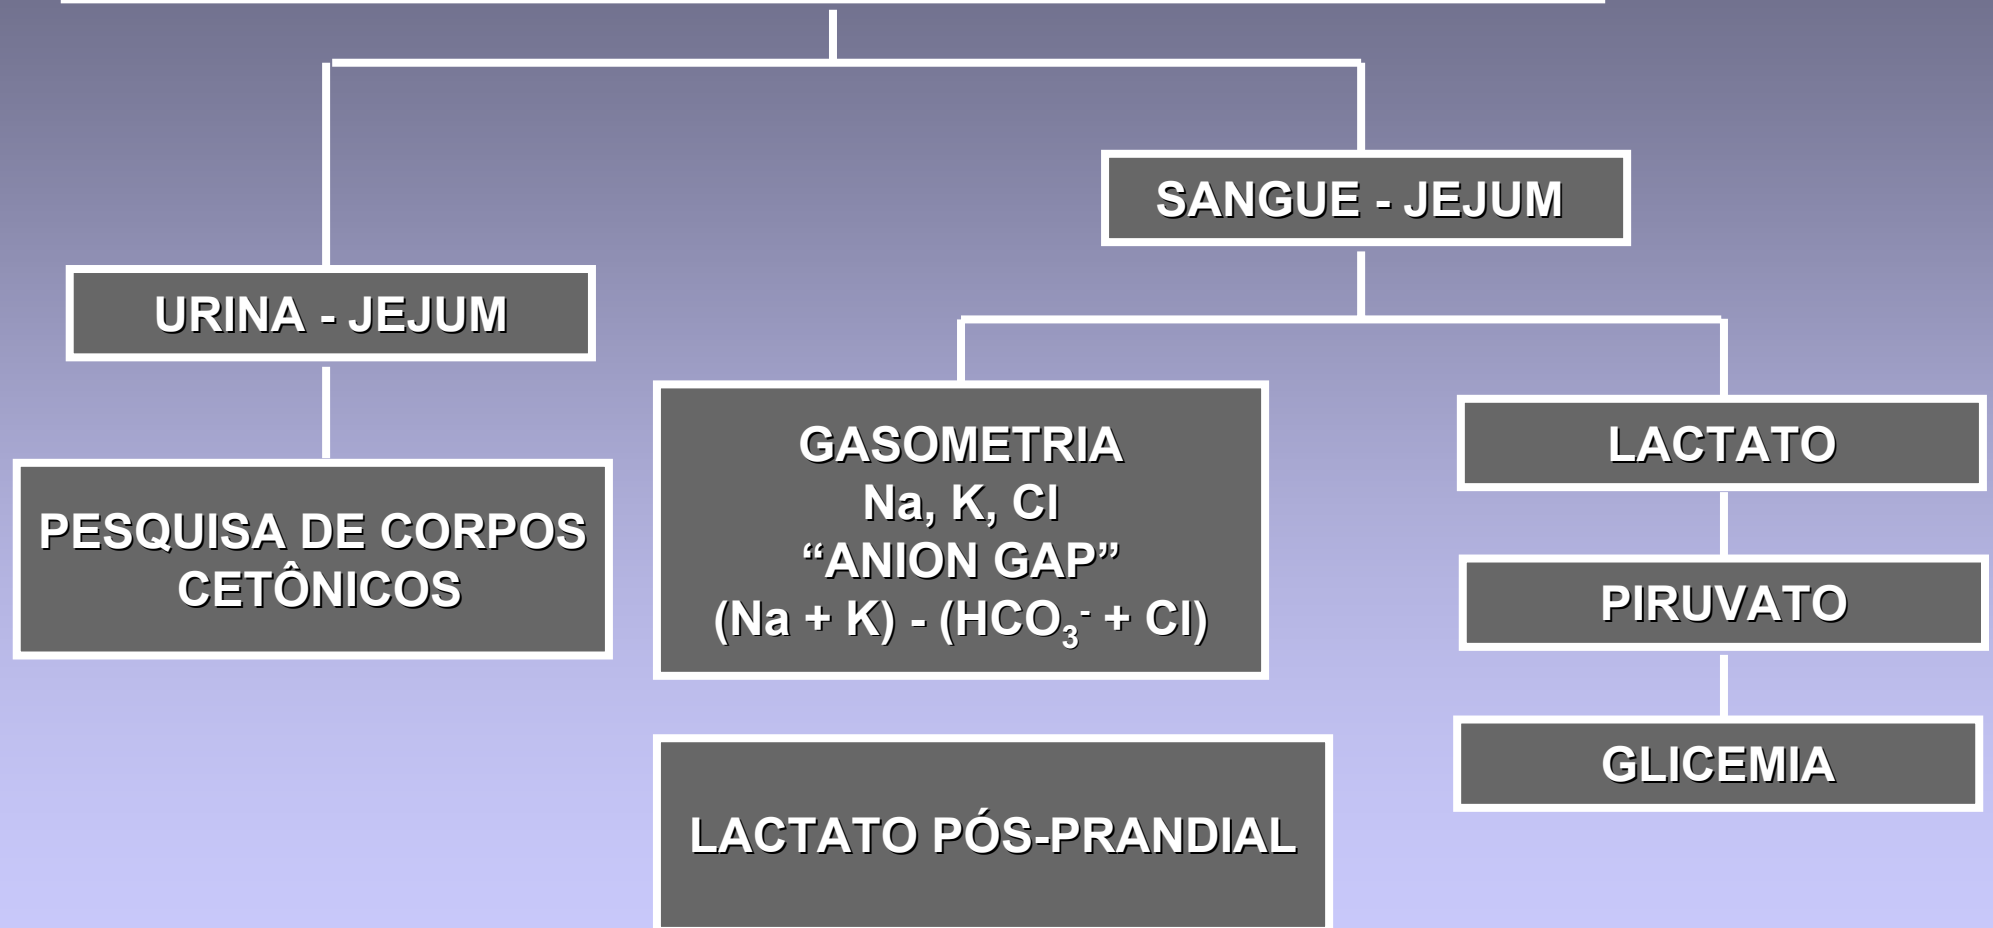 SANGUE - JEJUM
URINA - JEJUM
PESQUISA DE CORPOS
CETÔNICOS
GASOMETRIA
Na, K, Cl
“ANION GAP”
(Na + K) - (HCO₃⁻ + Cl)
LACTATO
PIRUVATO
GLICEMIA
LACTATO PÓS-PRANDIAL